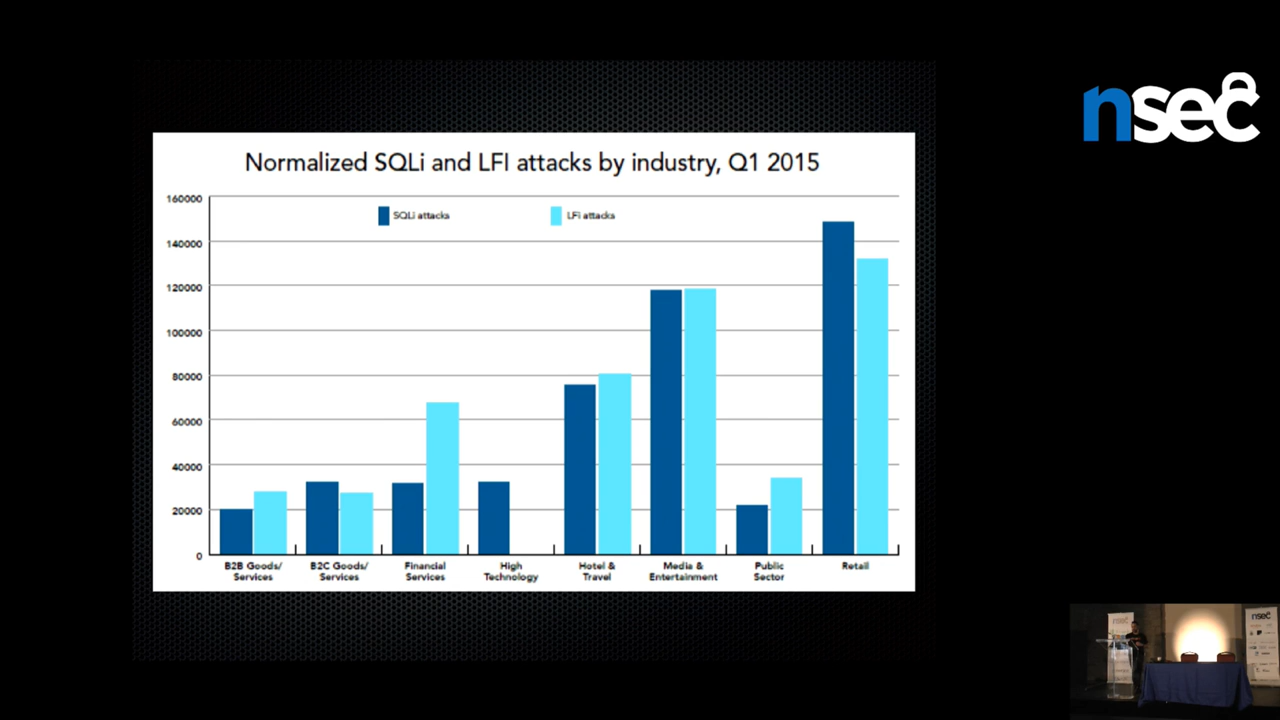 nsec
Normalized SQLi and LFI attacks by industry, Q1 2015
SQLi attacks
LFI attacks
160000
140000
120000
100000
80000
60000
40000
20000
0
B2B Goods/
Services
B2C Goods/
Services
Financial
Services
High
Technology
Hotel &
Travel
Media &
Entertainment
Public
Sector
Retail
nsec